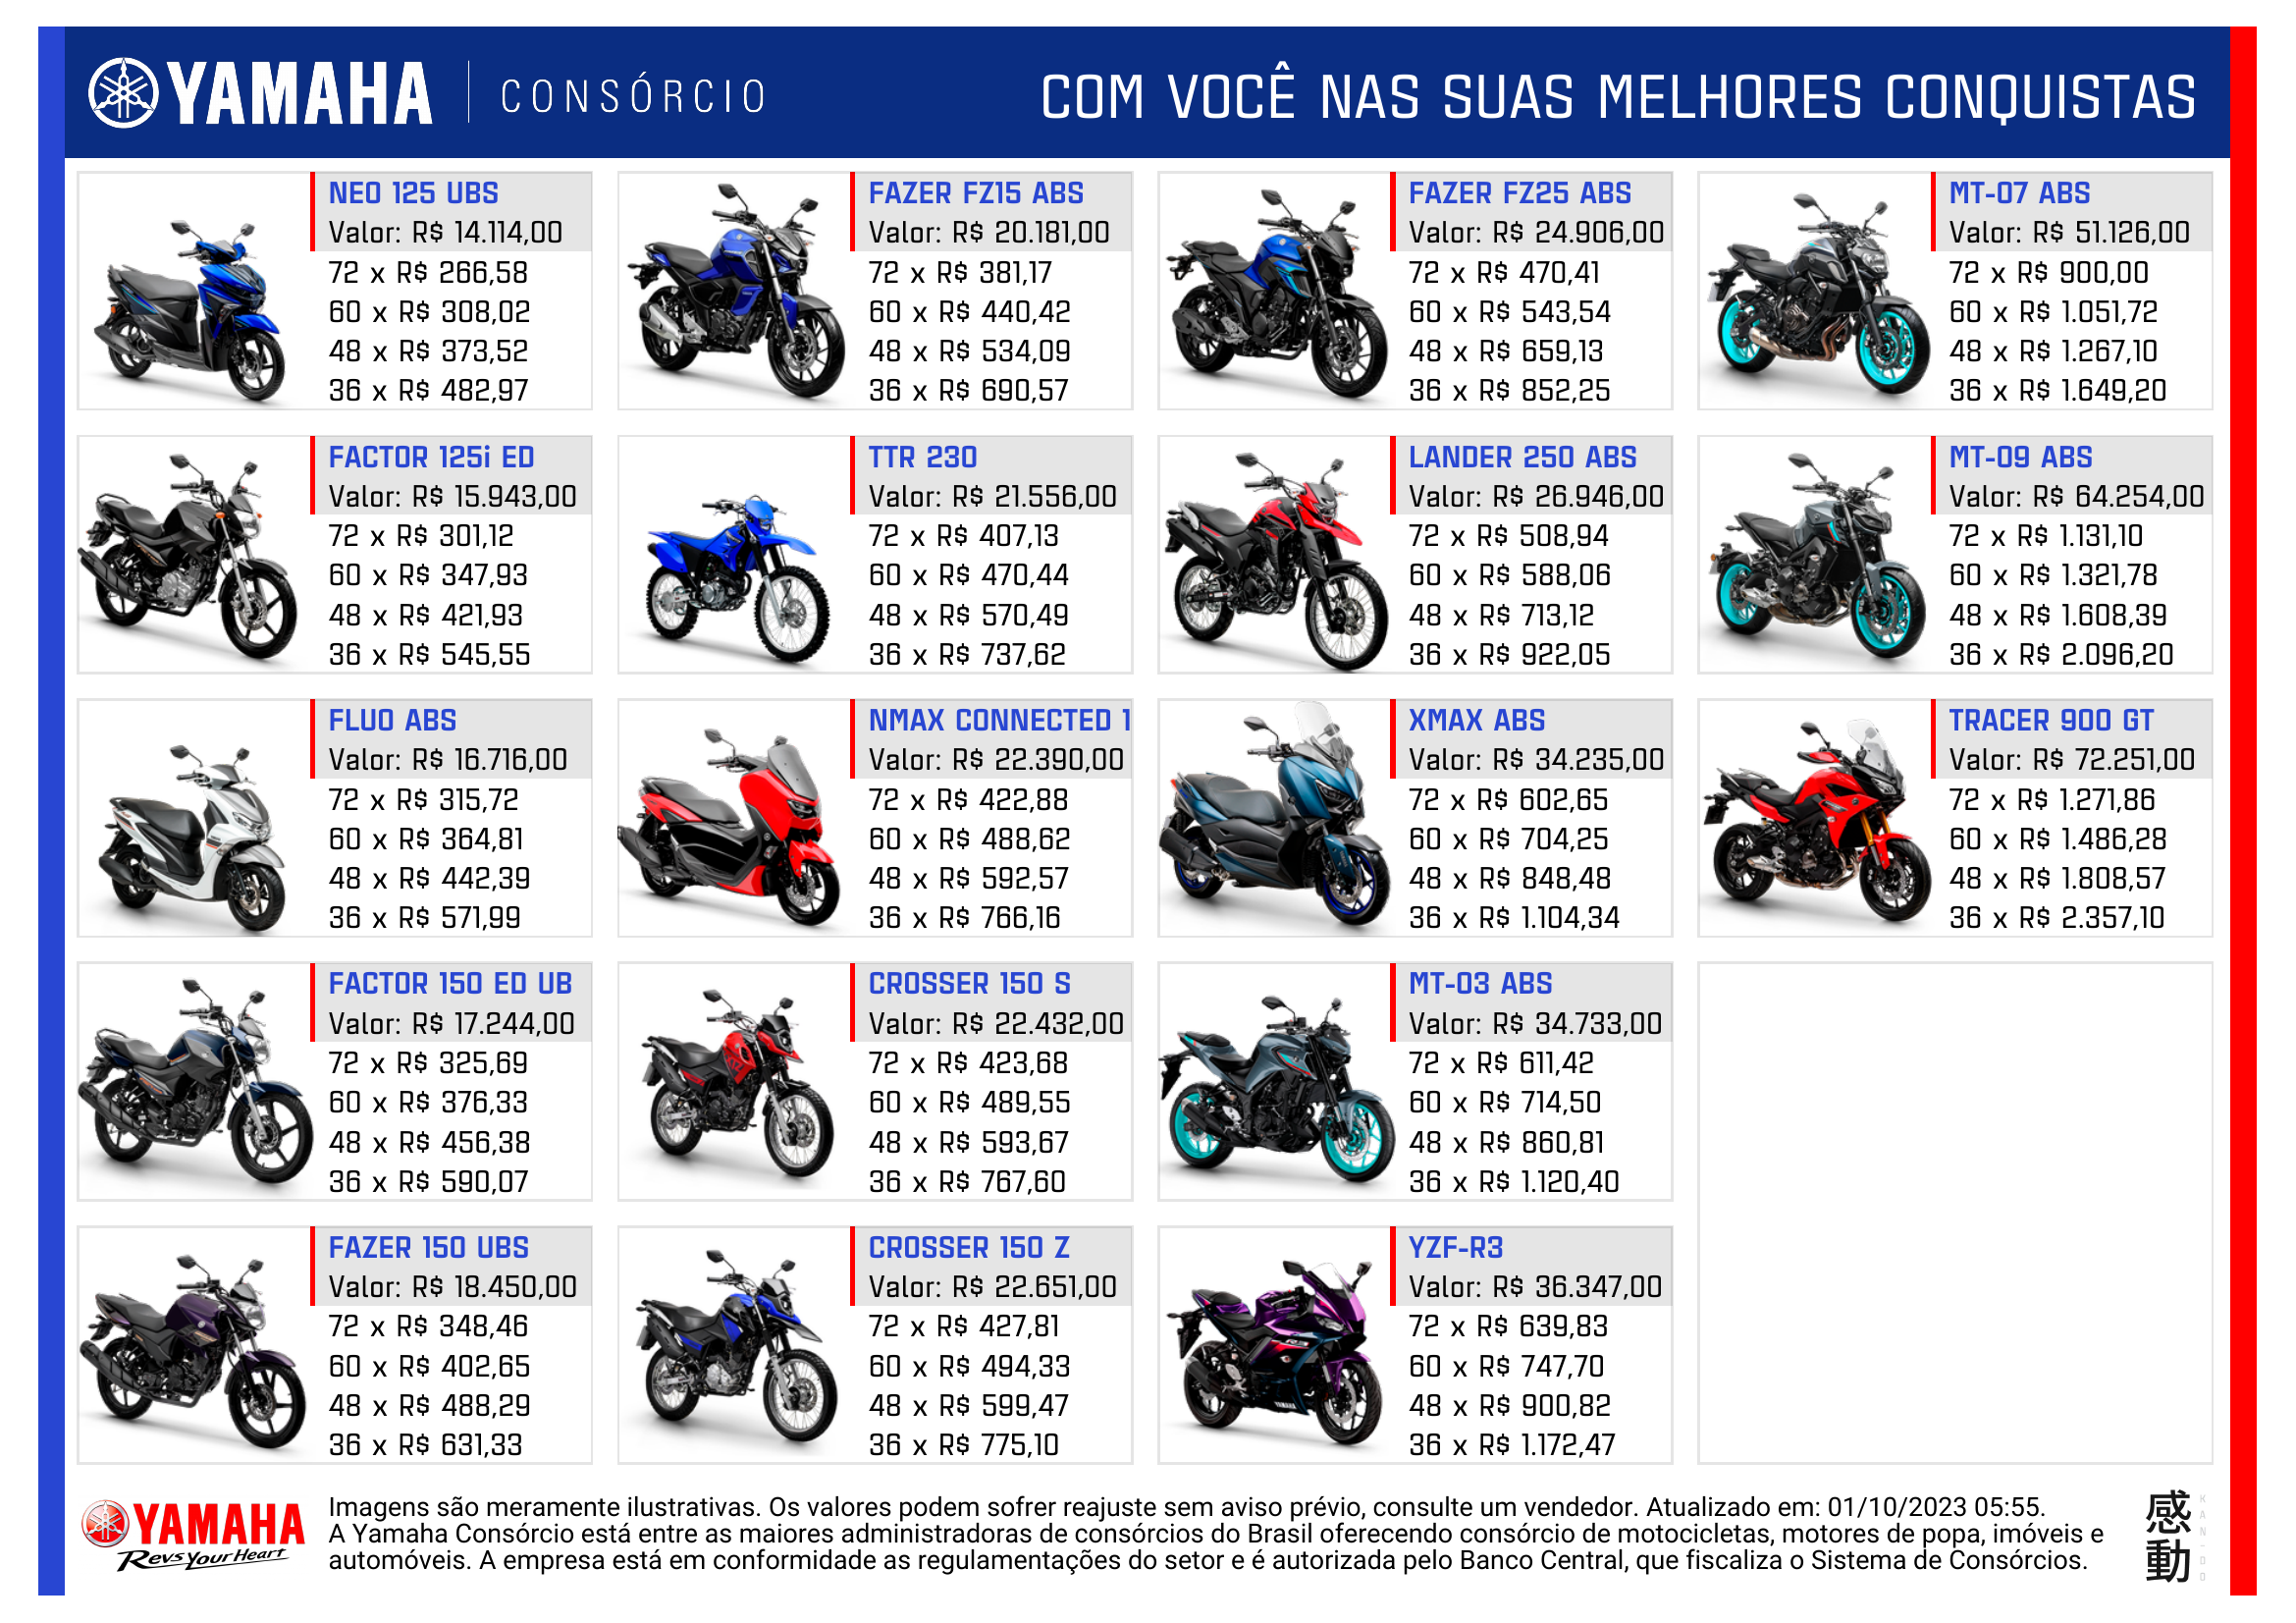 YAMAHA CONSÓRCIO
COM VOCÊ NAS SUAS MELHORES CONQUISTAS
NEO 125 UBS
Valor: R$ 14.114,00
72 x R$ 266,58
60 x R$ 308,02
48 x R$ 373,52
36 x R$ 482,97
FAZER FZ15 ABS
Valor: R$ 20.181,00
72 x R$ 381,17
60 x R$ 440,42
48 x R$ 534,09
36 x R$ 690,57
FAZER FZ25 ABS
Valor: R$ 24.906,00
72 x R$ 470,41
60 x R$ 543,54
48 x R$ 659,13
36 x R$ 852,25
MT-07 ABS
Valor: R$ 51.126,00
72 x R$ 900,00
60 x R$ 1.051,72
48 x R$ 1.267,10
36 x R$ 1.649,20
FACTOR 125i ED
Valor: R$ 15.943,00
72 x R$ 301,12
60 x R$ 347,93
48 x R$ 421,93
36 x R$ 545,55
TTR 230
Valor: R$ 21.556,00
72 x R$ 407,13
60 x R$ 470,44
48 x R$ 570,49
36 x R$ 737,62
LANDER 250 ABS
Valor: R$ 26.946,00
72 x R$ 508,94
60 x R$ 588,06
48 x R$ 713,12
36 x R$ 922,05
MT-09 ABS
Valor: R$ 64.254,00
72 x R$ 1.131,10
60 x R$ 1.321,78
48 x R$ 1.608,39
36 x R$ 2.096,20
FLUO ABS
Valor: R$ 16.716,00
72 x R$ 315,72
60 x R$ 364,81
48 x R$ 442,39
36 x R$ 571,99
NMAX CONNECTED 1
Valor: R$ 22.390,00
72 x R$ 422,88
60 x R$ 488,62
48 x R$ 592,57
36 x R$ 766,16
XMAX ABS
Valor: R$ 34.235,00
72 x R$ 602,65
60 x R$ 704,25
48 x R$ 848,48
36 x R$ 1.104,34
TRACER 900 GT
Valor: R$ 72.251,00
72 x R$ 1.271,86
60 x R$ 1.486,28
48 x R$ 1.808,57
36 x R$ 2.357,10
FACTOR 150 ED UB
Valor: R$ 17.244,00
72 x R$ 325,69
60 x R$ 376,33
48 x R$ 456,38
36 x R$ 590,07
CROSSER 150 S
Valor: R$ 22.432,00
72 x R$ 423,68
60 x R$ 489,55
48 x R$ 593,67
36 x R$ 767,60
MT-03 ABS
Valor: R$ 34.733,00
72 x R$ 611,42
60 x R$ 714,50
48 x R$ 860,81
36 x R$ 1.120,40
FAZER 150 UBS
Valor: R$ 18.450,00
72 x R$ 348,46
60 x R$ 402,65
48 x R$ 488,29
36 x R$ 631,33
CROSSER 150 Z
Valor: R$ 22.651,00
72 x R$ 427,81
60 x R$ 494,33
48 x R$ 599,47
36 x R$ 775,10
YZF-R3
Valor: R$ 36.347,00
72 x R$ 639,83
60 x R$ 747,70
48 x R$ 900,82
36 x R$ 1.172,47
YAMAHA
Revs Your Heart
Imagens são meramente ilustrativas. Os valores podem sofrer reajuste sem aviso prévio, consulte um vendedor. Atualizado em: 01/10/2023 05:55.
A Yamaha Consórcio está entre as maiores administradoras de consórcios do Brasil oferecendo consórcio de motocicletas, motores de popa, imóveis e
automóveis. A empresa está em conformidade as regulamentações do setor e é autorizada pelo Banco Central, que fiscaliza o Sistema de Consórcios.
感動
KAN-DO